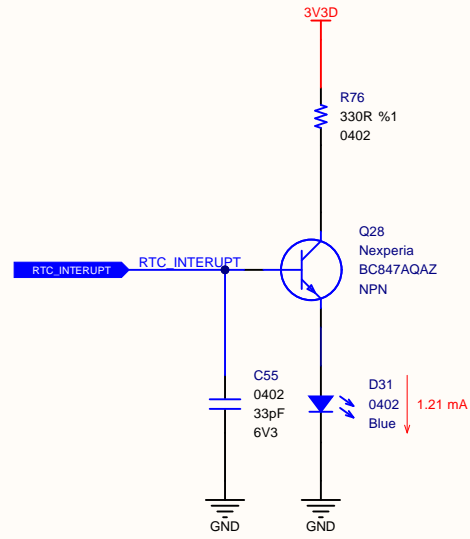 3V3D
R76
330R %1
0402
Q28
Nexperia
BC847AQAZ
NPN
RTC_INTERUPT
RTC_INTERUPT
C55
0402
33pF
6V3
D31
0402
Blue
1.21 mA
GND
GND